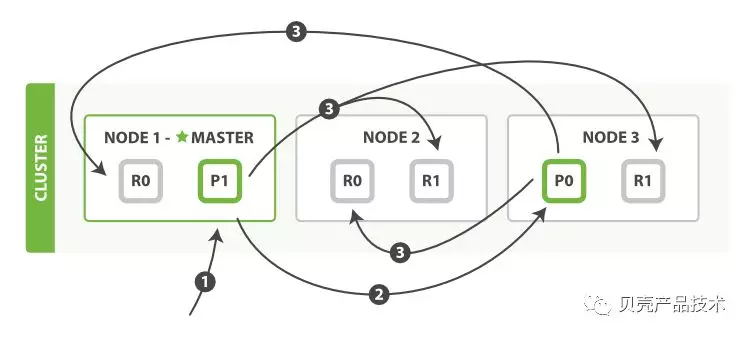 3
CLUSTER
NODE 1 - ★ MASTER
R0
P1
3
NODE 2
R0
R1
NODE 3
P0
R1
3
1
2
贝壳产品技术